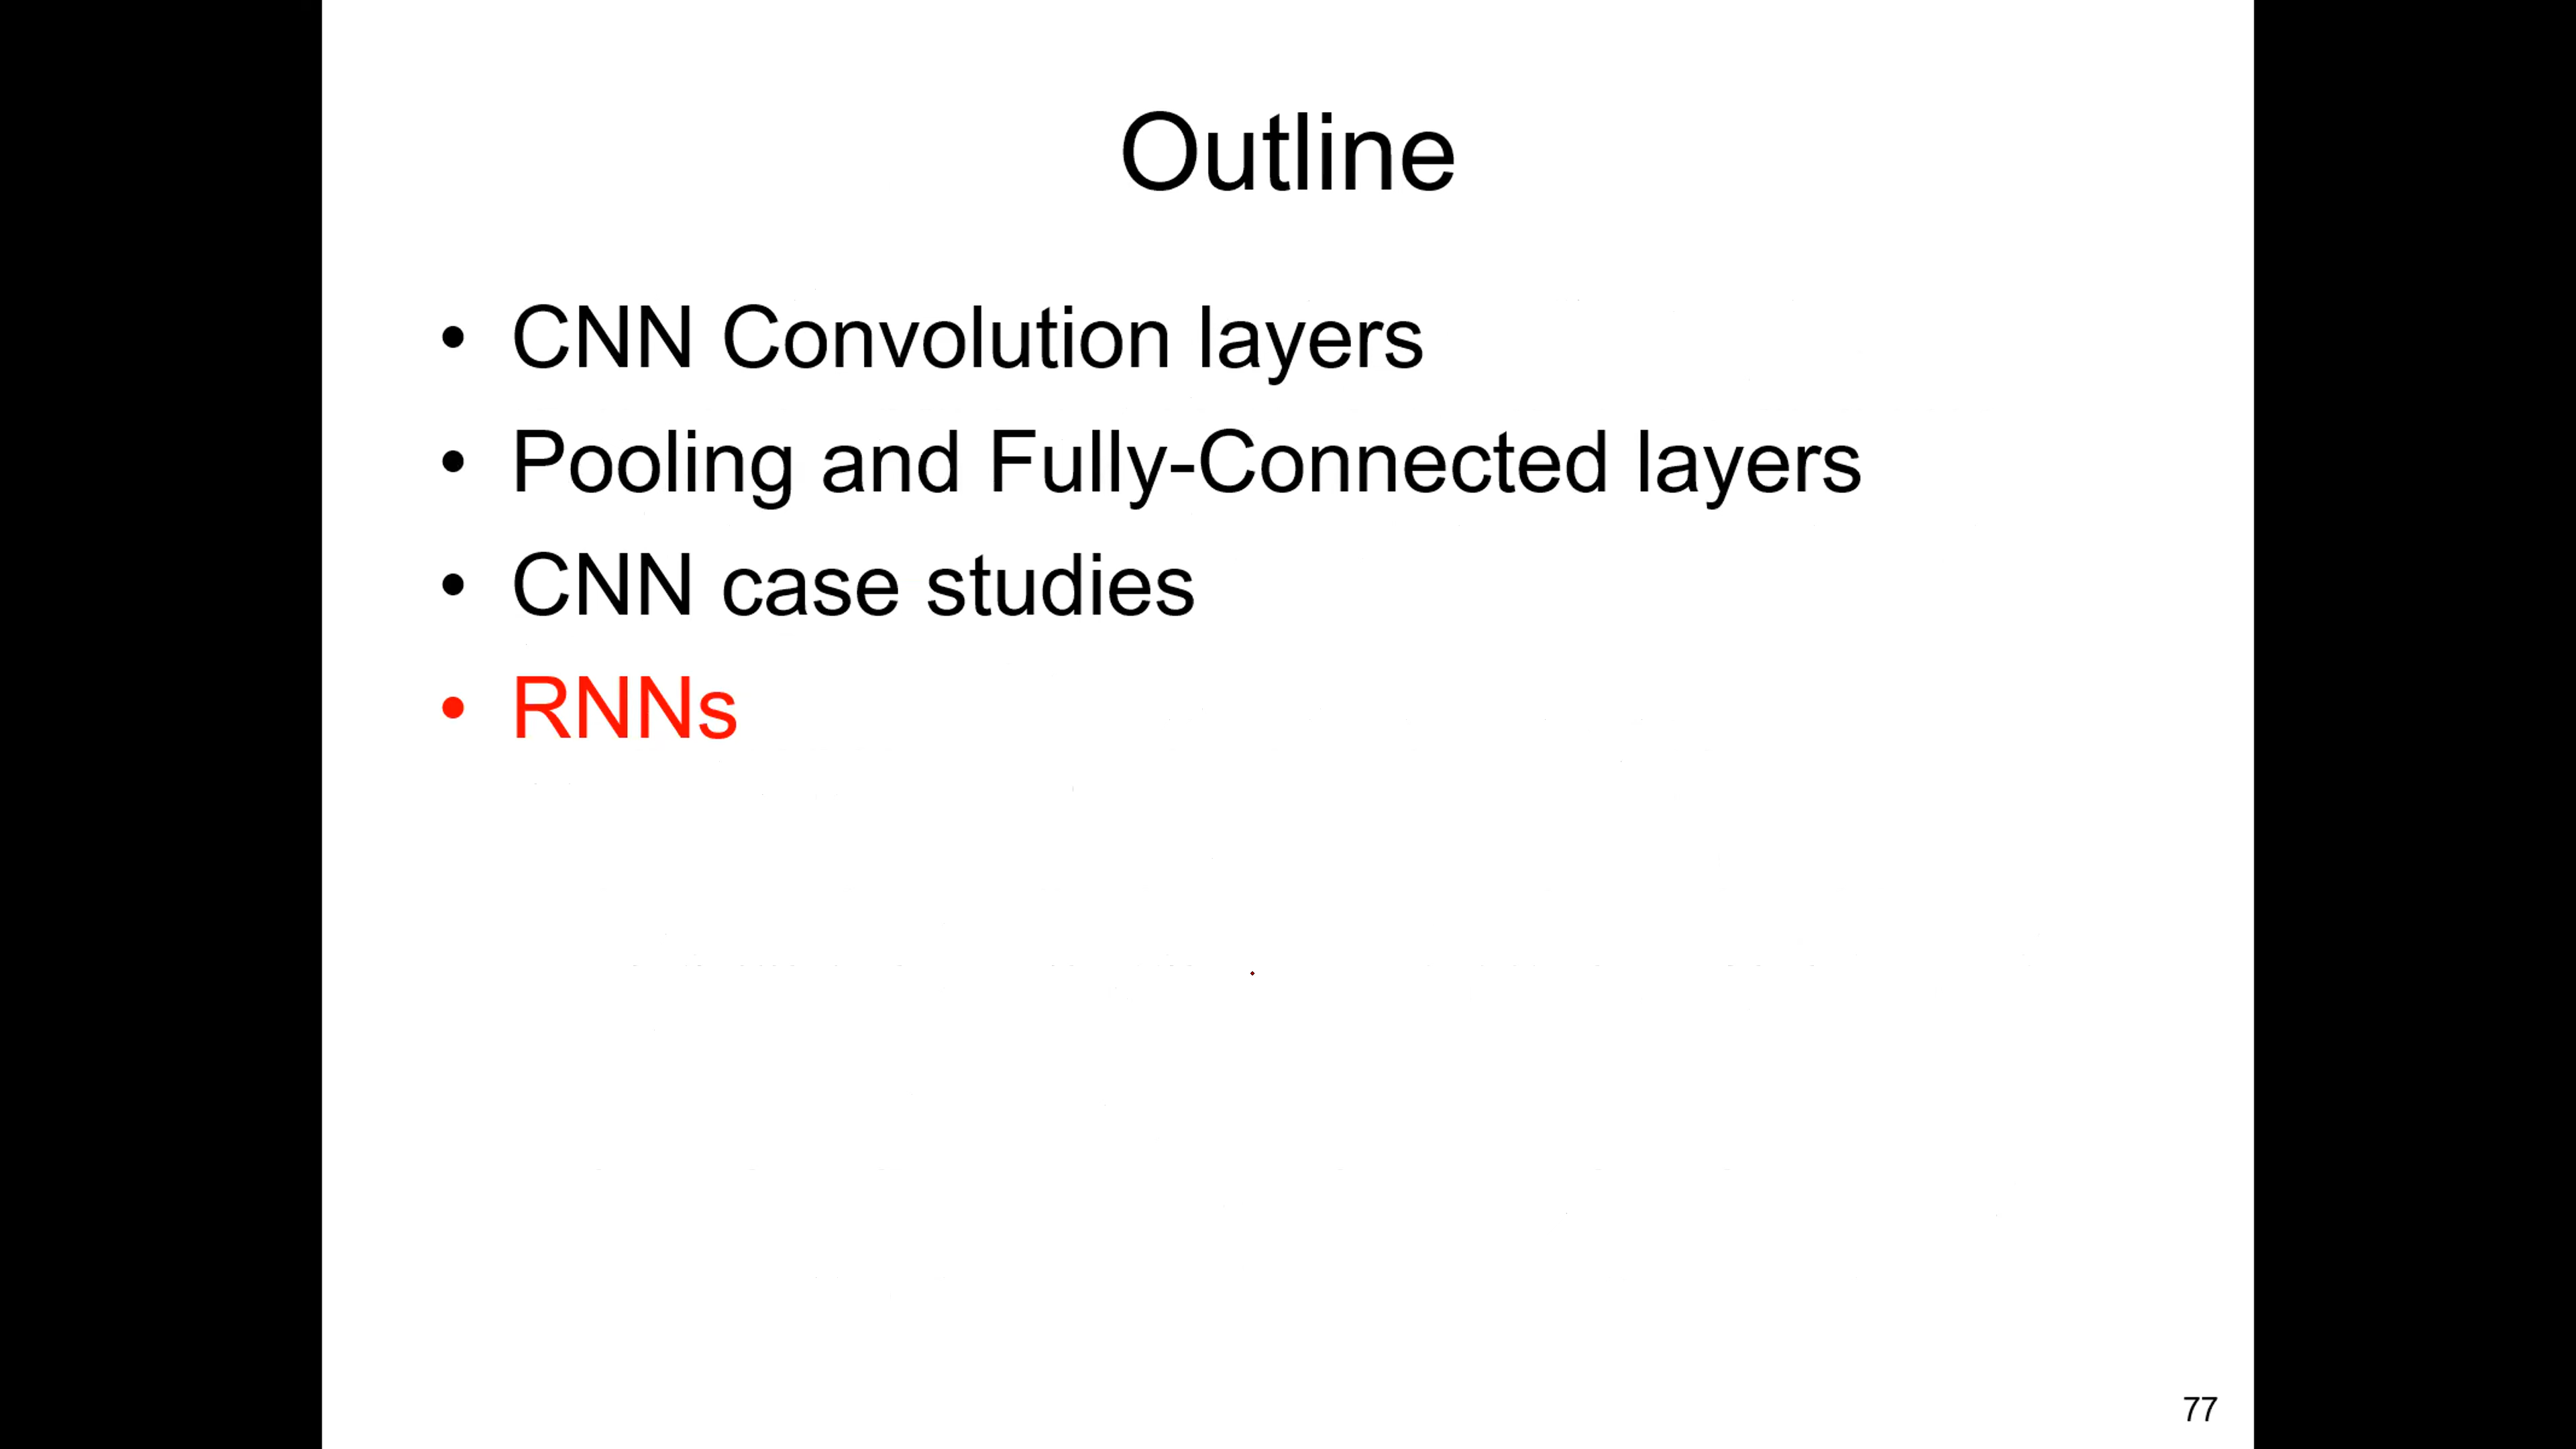 Outline
• CNN Convolution layers
• Pooling and Fully-Connected layers
• CNN case studies
• RNNs
77